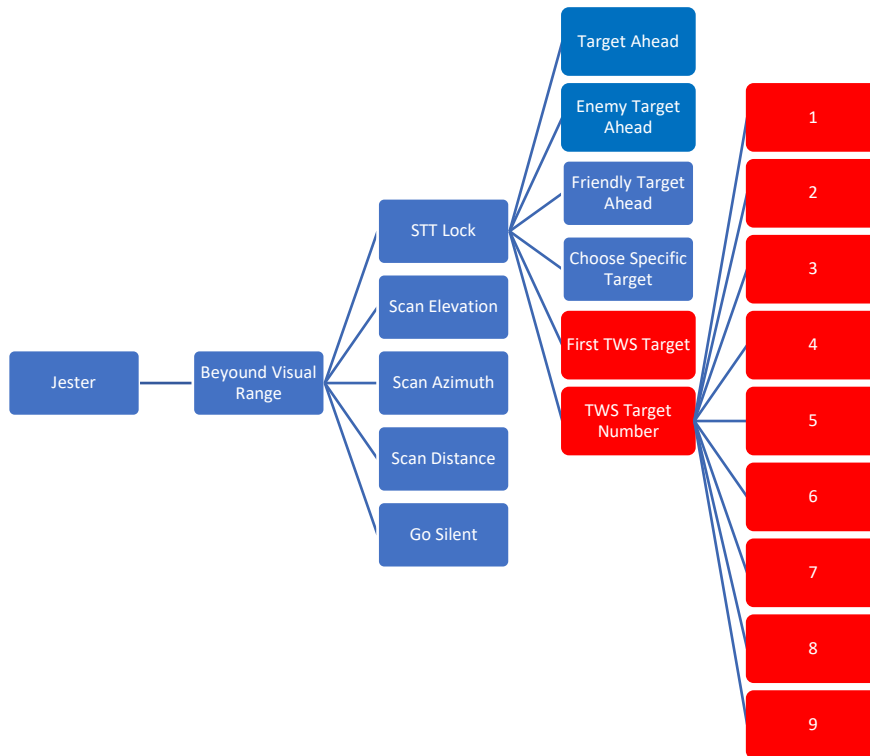 Jester
Beyound Visual
Range
STT Lock
Scan Elevation
Scan Azimuth
Scan Distance
Go Silent
Target Ahead
Enemy Target
Ahead
Friendly Target
Ahead
Choose Specific
Target
First TWS Target
TWS Target
Number
1
2
3
4
5
6
7
8
9